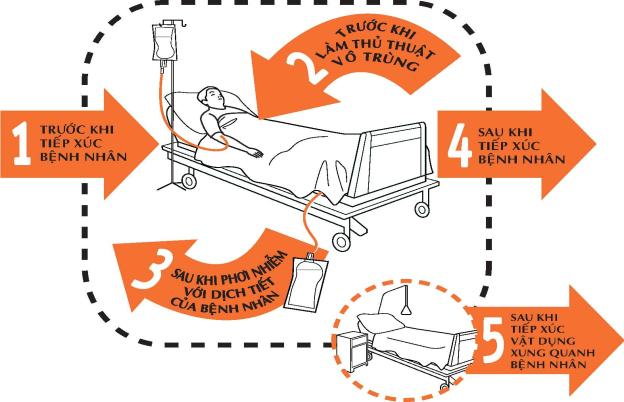 1
TRƯỚC KHI
TIẾP XÚC
BỆNH NHÂN
2
TRƯỚC KHI
LÀM THỦ THUẬT
VÔ TRÙNG
3
SAU KHI PHƠI NHIỄM
VỚI DỊCH TIẾT
CỦA BỆNH NHÂN
4
SAU KHI
TIẾP XÚC
BỆNH NHÂN
5
SAU KHI
TIẾP XÚC
VẬT DỤNG
XUNG QUANH
BỆNH NHÂN